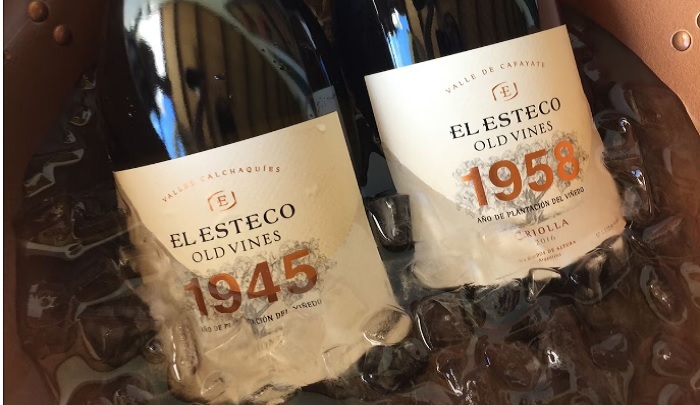 VALLES CALCHAQUÍES
E
EL ESTECO
OLD VINES
1945
AÑO DE PLANTACIÓN DEL VIÑEDO
VALLE DE CAFAYATE
E
EL ESTECO
OLD VINES
1958
AÑO DE PLANTACIÓN DEL VIÑEDO
CRIOLLA
2016